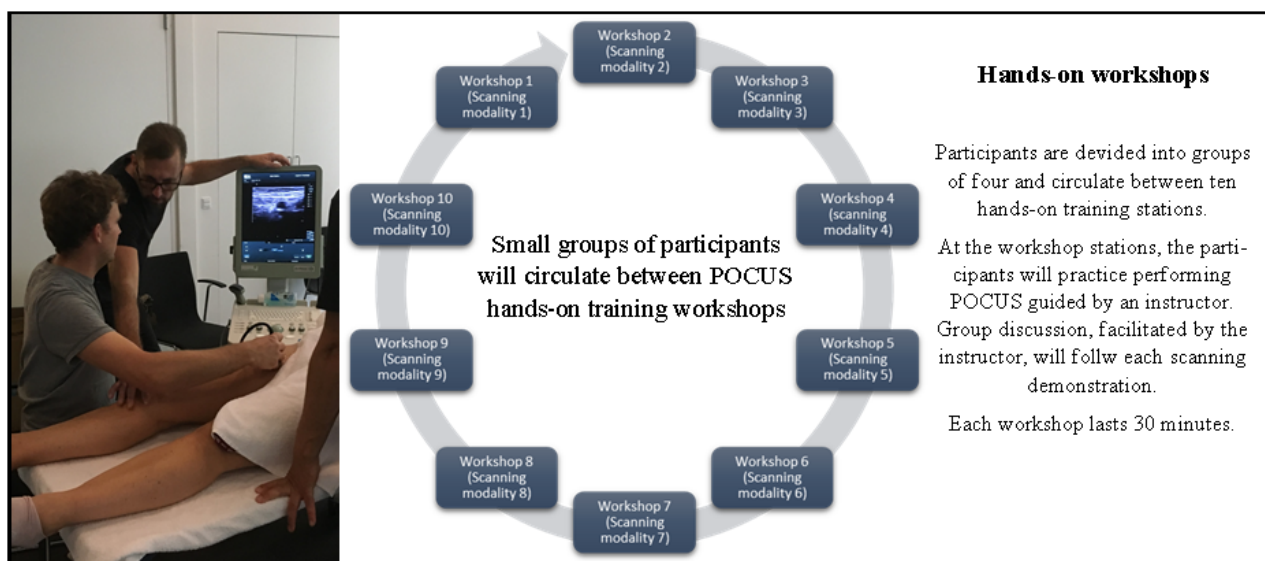 Workshop 1
(Scanning
modality 1)
Workshop 2
(Scanning
modality 2)
Workshop 3
(Scanning
modality 3)
Workshop 4
(scanning
modality 4)
Workshop 5
(Scanning
modality 5)
Workshop 6
(Scanning
modality 6)
Workshop 7
(Scanning
modality 7)
Workshop 8
(Scanning
modality 8)
Workshop 9
(Scanning
modality 9)
Workshop 10
(Scanning
modality 10)
Small groups of participants
will circulate between POCUS
hands-on training workshops
Hands-on workshops
Participants are devided into groups
of four and circulate between ten
hands-on training stations.
At the workshop stations, the parti-
cipants will practice performing
POCUS guided by an instructor.
Group discussion, facilitated by the
instructor, will follw each scanning
demonstration.
Each workshop lasts 30 minutes.